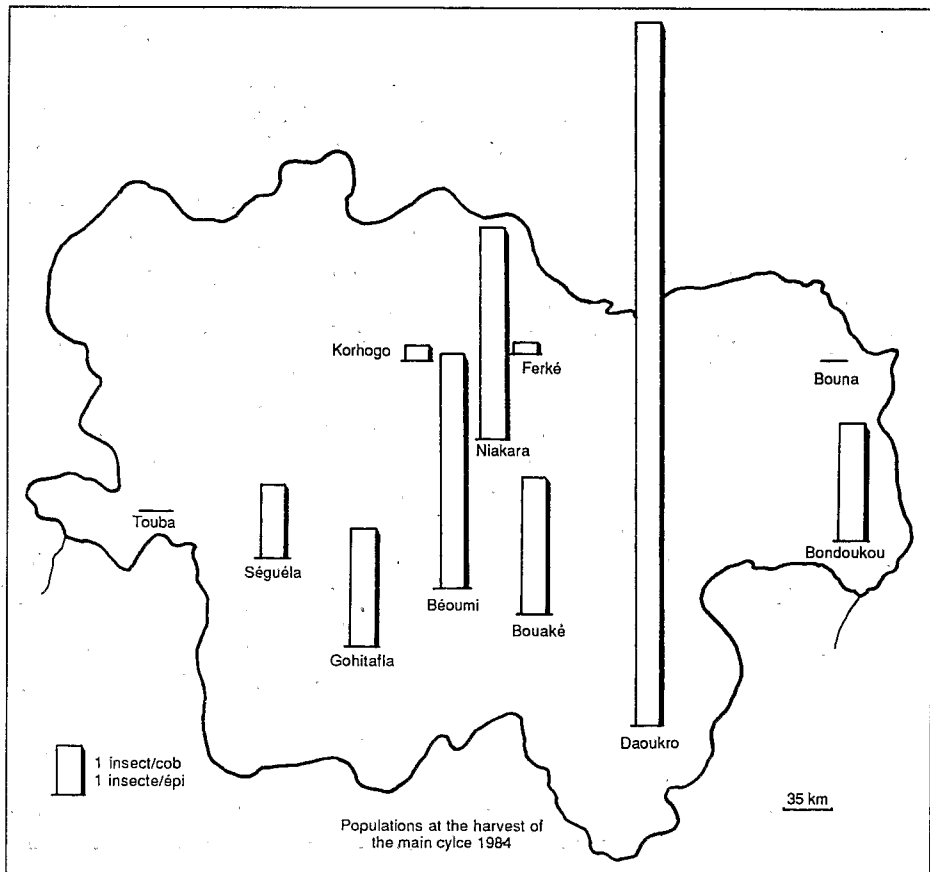 Korhogo
Ferké
Bouna
Niakara
Touba
Bondoukou
Séguéla
Béoumi
Bouaké
Gohitafla
Daoukro
1 insect/cob
1 insecte/épi
35 km
Populations at the harvest of
the main cylce 1984